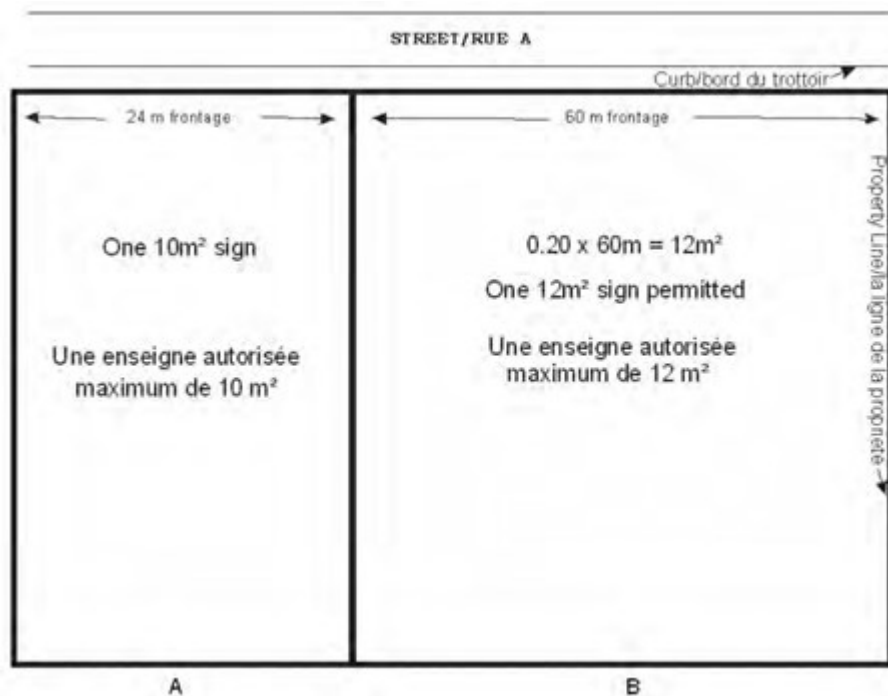 STREET/RUE A
Curb/bord du trottoir
24 m frontage
60 m frontage
One 10m² sign
Une enseigne autorisée
maximum de 10 m²
0.20 x 60m = 12m²
One 12m² sign permitted
Une enseigne autorisée
maximum de 12 m²
Property Line/la ligne de la propriété
A
B